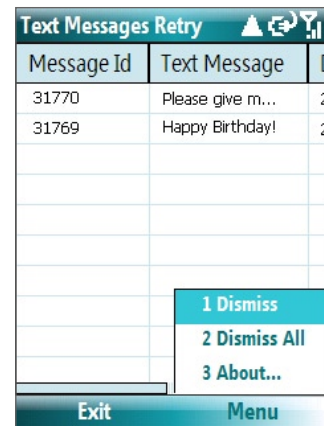 Text Messages Retry
Message Id Text Message
31770 Please give m...
31769 Happy Birthday!
1 Dismiss
2 Dismiss All
3 About...
Exit Menu